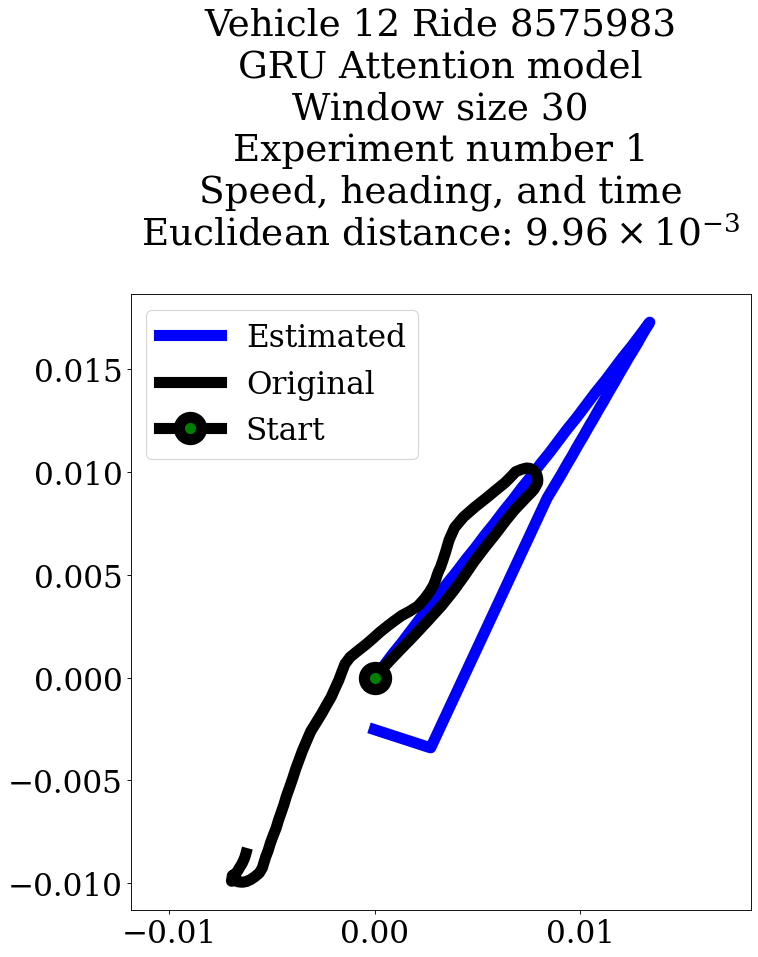 Vehicle 12 Ride 8575983
GRU Attention model
Window size 30
Experiment number 1
Speed, heading, and time
Euclidean distance: 9.96 × 10⁻³
Estimated
Original
Start
0.015
0.010
0.005
0.000
−0.005
−0.010
−0.01 0.00 0.01